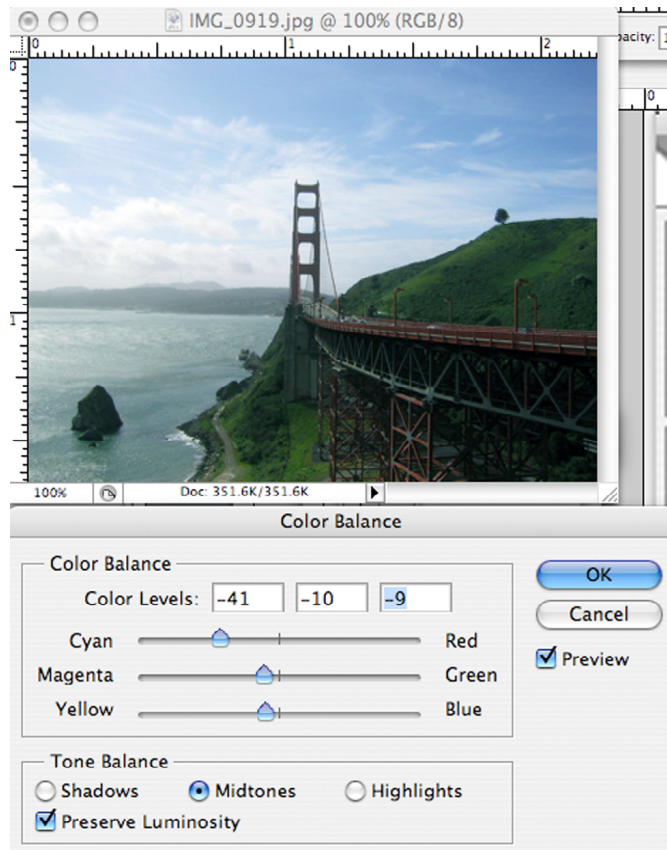 IMG_0919.jpg @ 100% (RGB/8)
pacity:
0 1 2
0
0
1
100% Doc: 351.6K/351.6K
Color Balance
Color Balance
Color Levels: -41 -10 -9
OK
Cancel
Cyan Red
Preview
Magenta Green
Yellow Blue
Tone Balance
Shadows Midtones Highlights
Preserve Luminosity